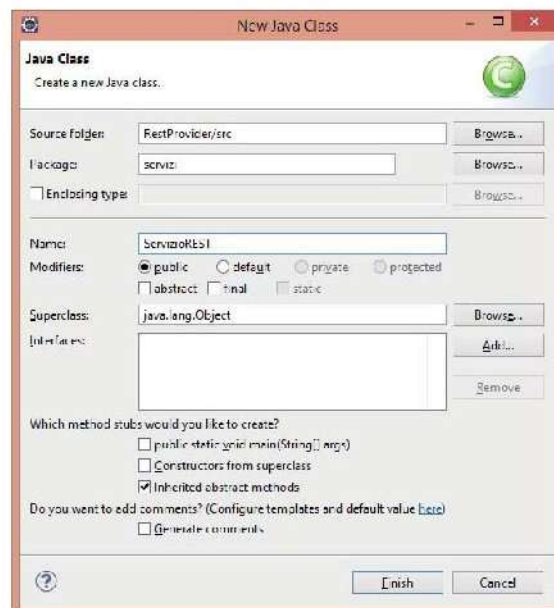 New Java Class
Java Class
Create a new Java class.
Source folder: RestProvider/src Browse...
Package: servizi Browse...
Enclosing type: Browse...
Name: ServizioREST
Modifiers: public default private protected
abstract final static
Superclass: java.lang.Object Browse...
Interfaces: Add...
Remove
Which method stubs would you like to create?
public static void main(String[] args)
Constructors from superclass
Inherited abstract methods
Do you want to add comments? (Configure templates and default value here)
Generate comments
Finish Cancel